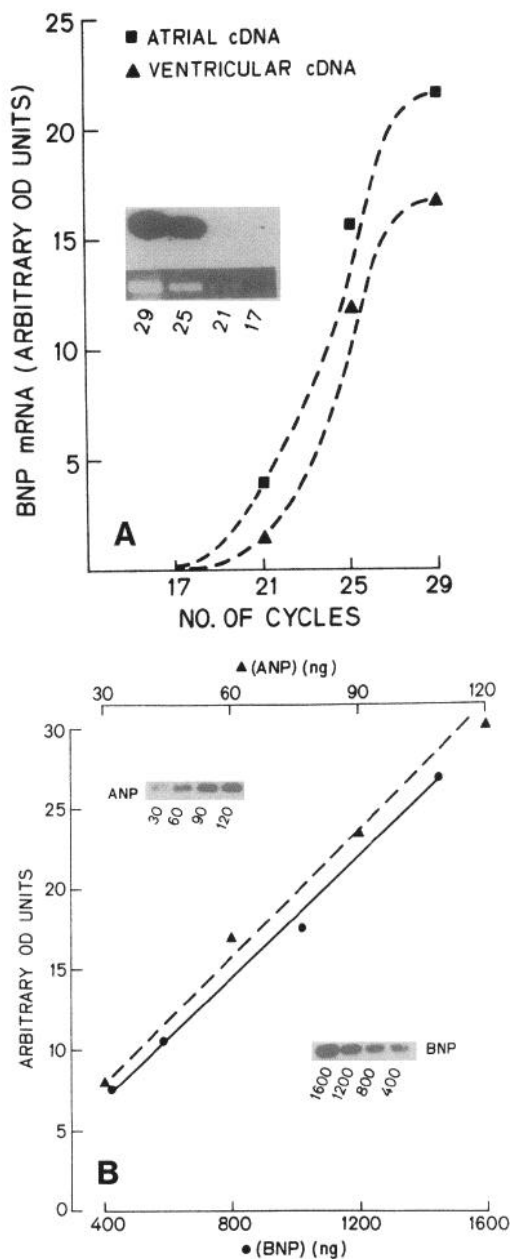 25
■ ATRIAL cDNA
▲ VENTRICULAR cDNA
20
15
10
5
BNP mRNA (ARBITRARY OD UNITS)
29 25 21 17
A
17 21 25 29
NO. OF CYCLES
▲(ANP) (ng)
30 60 90 120
30
25
20
15
10
5
0
ARBITRARY OD UNITS
ANP
30 60 90 120
BNP
1600 1200 800 400
B
400 800 1200 1600
●(BNP) (ng)